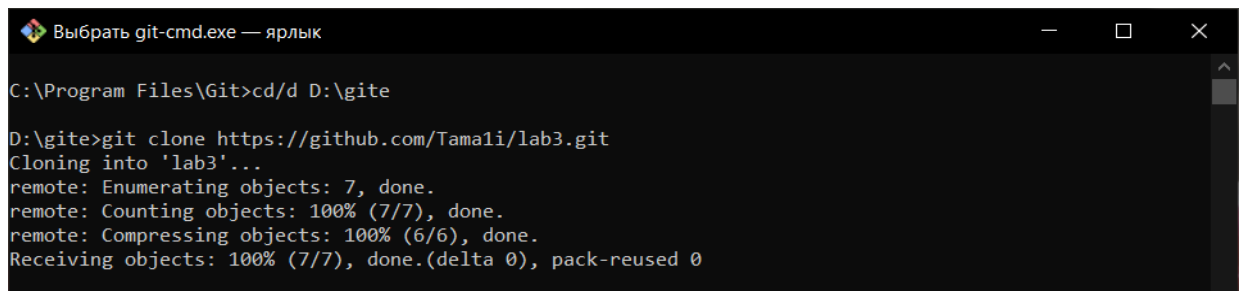 Выбрать git-cmd.exe — ярлык
C:\Program Files\Git>cd/d D:\gite
D:\gite>git clone https://github.com/Tama1i/lab3.git
Cloning into 'lab3'...
remote: Enumerating objects: 7, done.
remote: Counting objects: 100% (7/7), done.
remote: Compressing objects: 100% (6/6), done.
Receiving objects: 100% (7/7), done.(delta 0), pack-reused 0